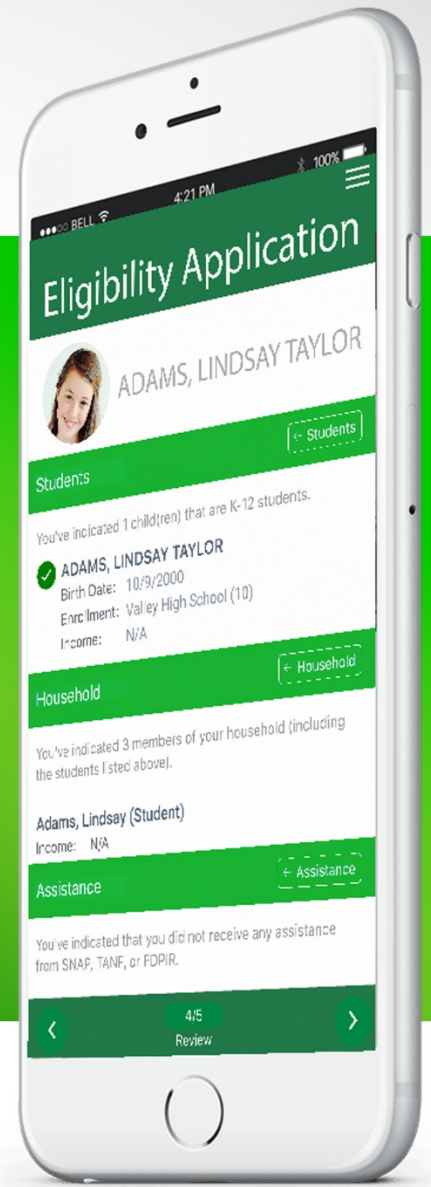 BELL
4:21 PM
100%
Eligibility Application
ADAMS, LINDSAY TAYLOR
Students
← Students
You've indicated 1 child(ren) that are K-12 students.
ADAMS, LINDSAY TAYLOR
Birth Date: 10/9/2000
Enrollment: Valley High School (10)
Income: N/A
Household
← Household
You've indicated 3 members of your household (including
the students listed above).
Adams, Lindsay (Student)
Income: N/A
Assistance
← Assistance
You've indicated that you did not receive any assistance
from SNAP, TANF, or FDPIR.
4/5
Review